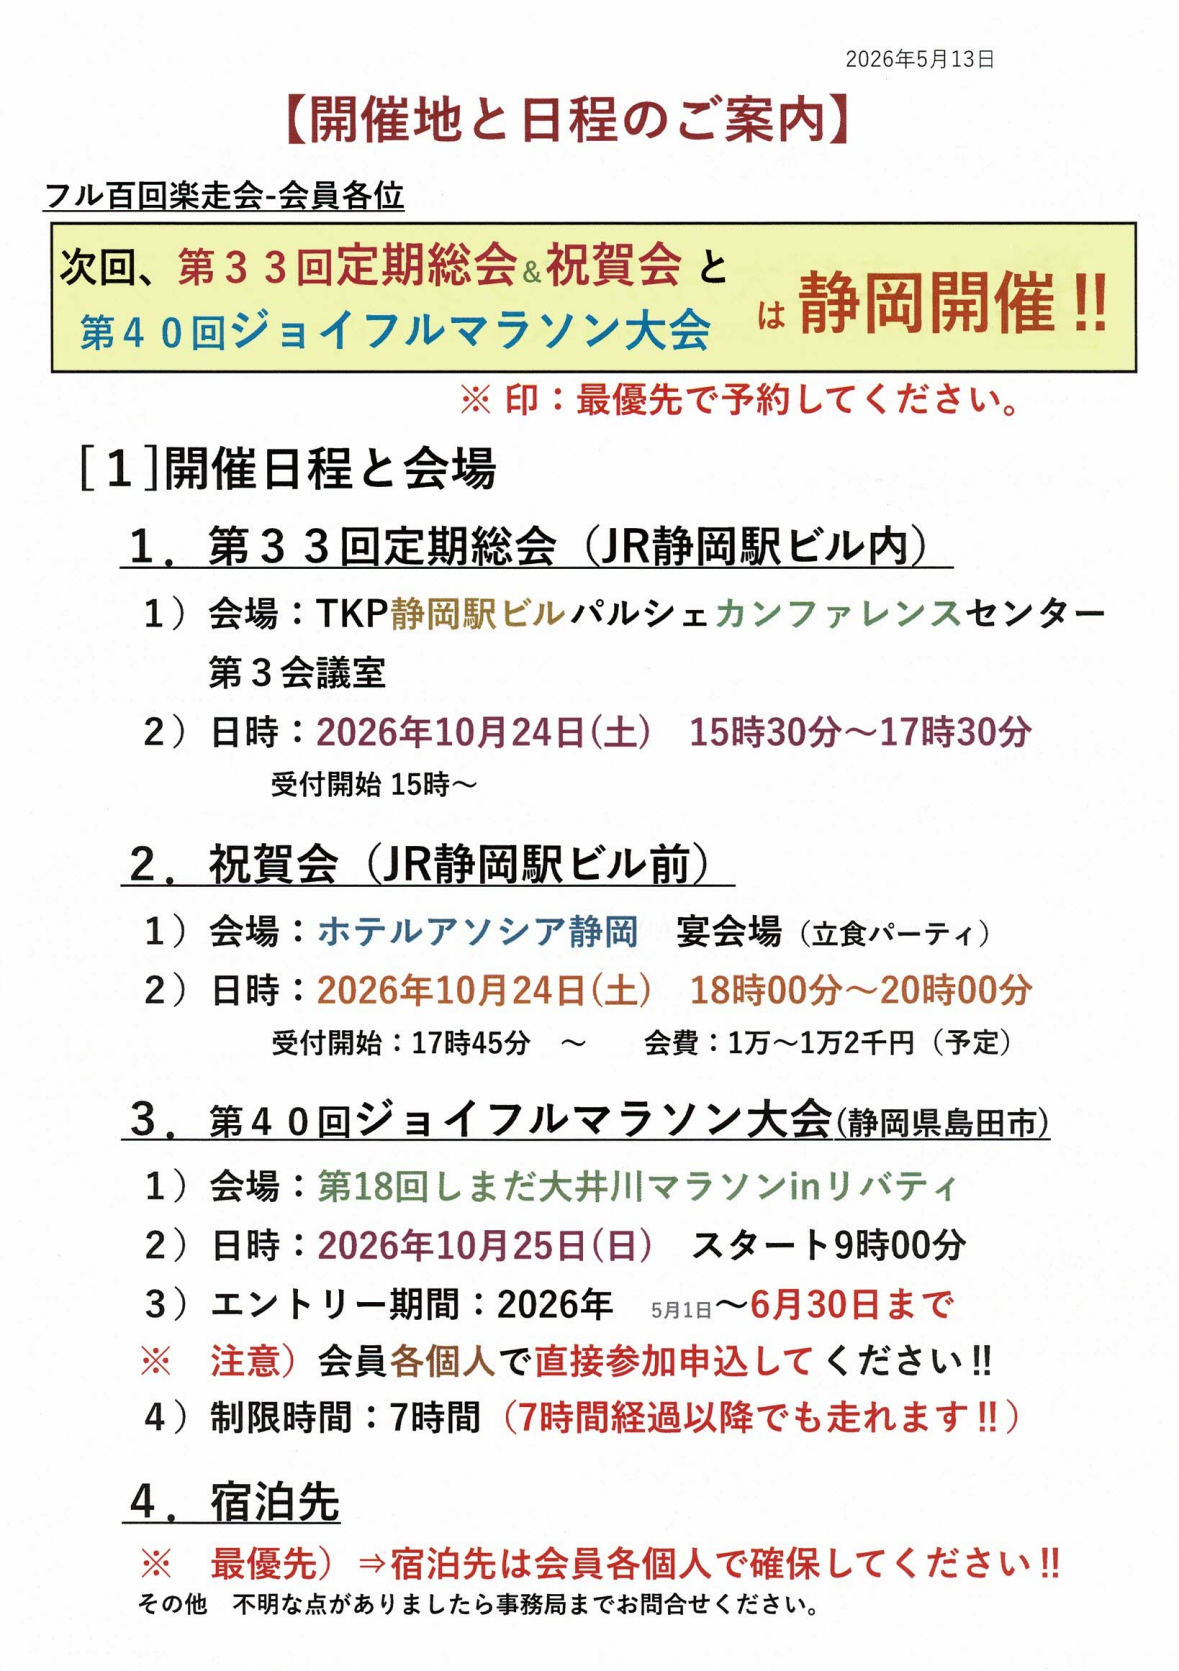 2026年5月13日
【開催地と日程のご案内】
フル百回楽走会-会員各位
次回、第３３回定期総会&祝賀会 と
第４０回ジョイフルマラソン大会
は 静岡開催!!
※ 印：最優先で予約してください。
[１]開催日程と会場
１．第３３回定期総会（JR静岡駅ビル内）
１）会場：TKP静岡駅ビルパルシェカンファレンスセンター
第３会議室
２）日時：2026年10月24日(土)　15時30分～17時30分
受付開始 15時～
２．祝賀会（JR静岡駅ビル前）
１）会場：ホテルアソシア静岡　宴会場（立食パーティ）
２）日時：2026年10月24日(土)　18時00分～20時00分
受付開始：17時45分　～　会費：1万～1万2千円（予定）
３．第４０回ジョイフルマラソン大会(静岡県島田市)
１）会場：第18回しまだ大井川マラソンinリバティ
２）日時：2026年10月25日(日)　スタート9時00分
３）エントリー期間：2026年　5月1日～6月30日まで
※　注意）会員各個人で直接参加申込してください!!
４）制限時間：7時間（7時間経過以降でも走れます!!）
４．宿泊先
※　最優先）⇒宿泊先は会員各個人で確保してください!!
その他　不明な点がありましたら事務局までお問合せください。